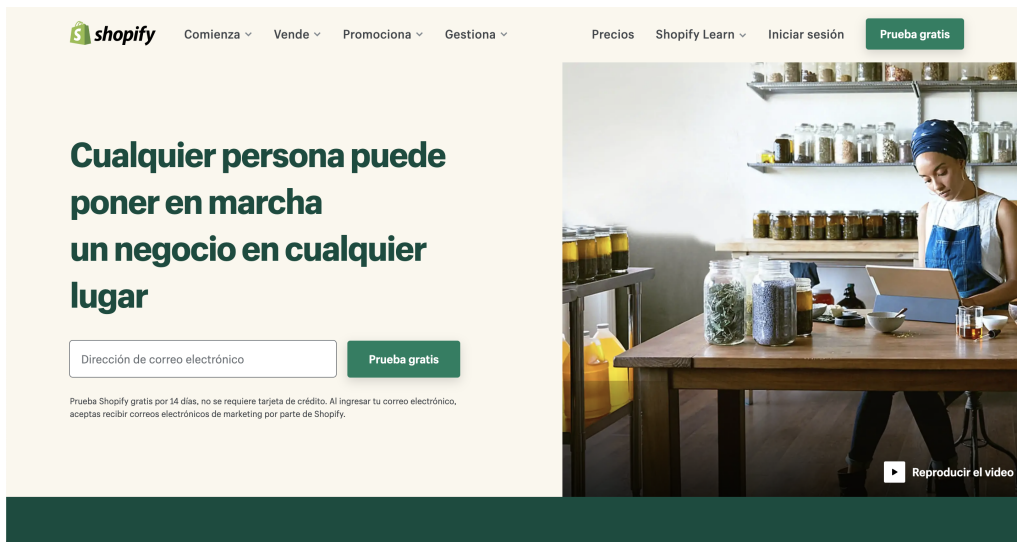 shopify
Comienza
Vende
Promociona
Gestiona
Precios
Shopify Learn
Iniciar sesión
Prueba gratis
Cualquier persona puede
poner en marcha
un negocio en cualquier
lugar
Dirección de correo electrónico
Prueba gratis
Prueba Shopify gratis por 14 días, no se requiere tarjeta de crédito. Al ingresar tu correo electrónico,
aceptas recibir correos electrónicos de marketing por parte de Shopify.
Reproducir el video